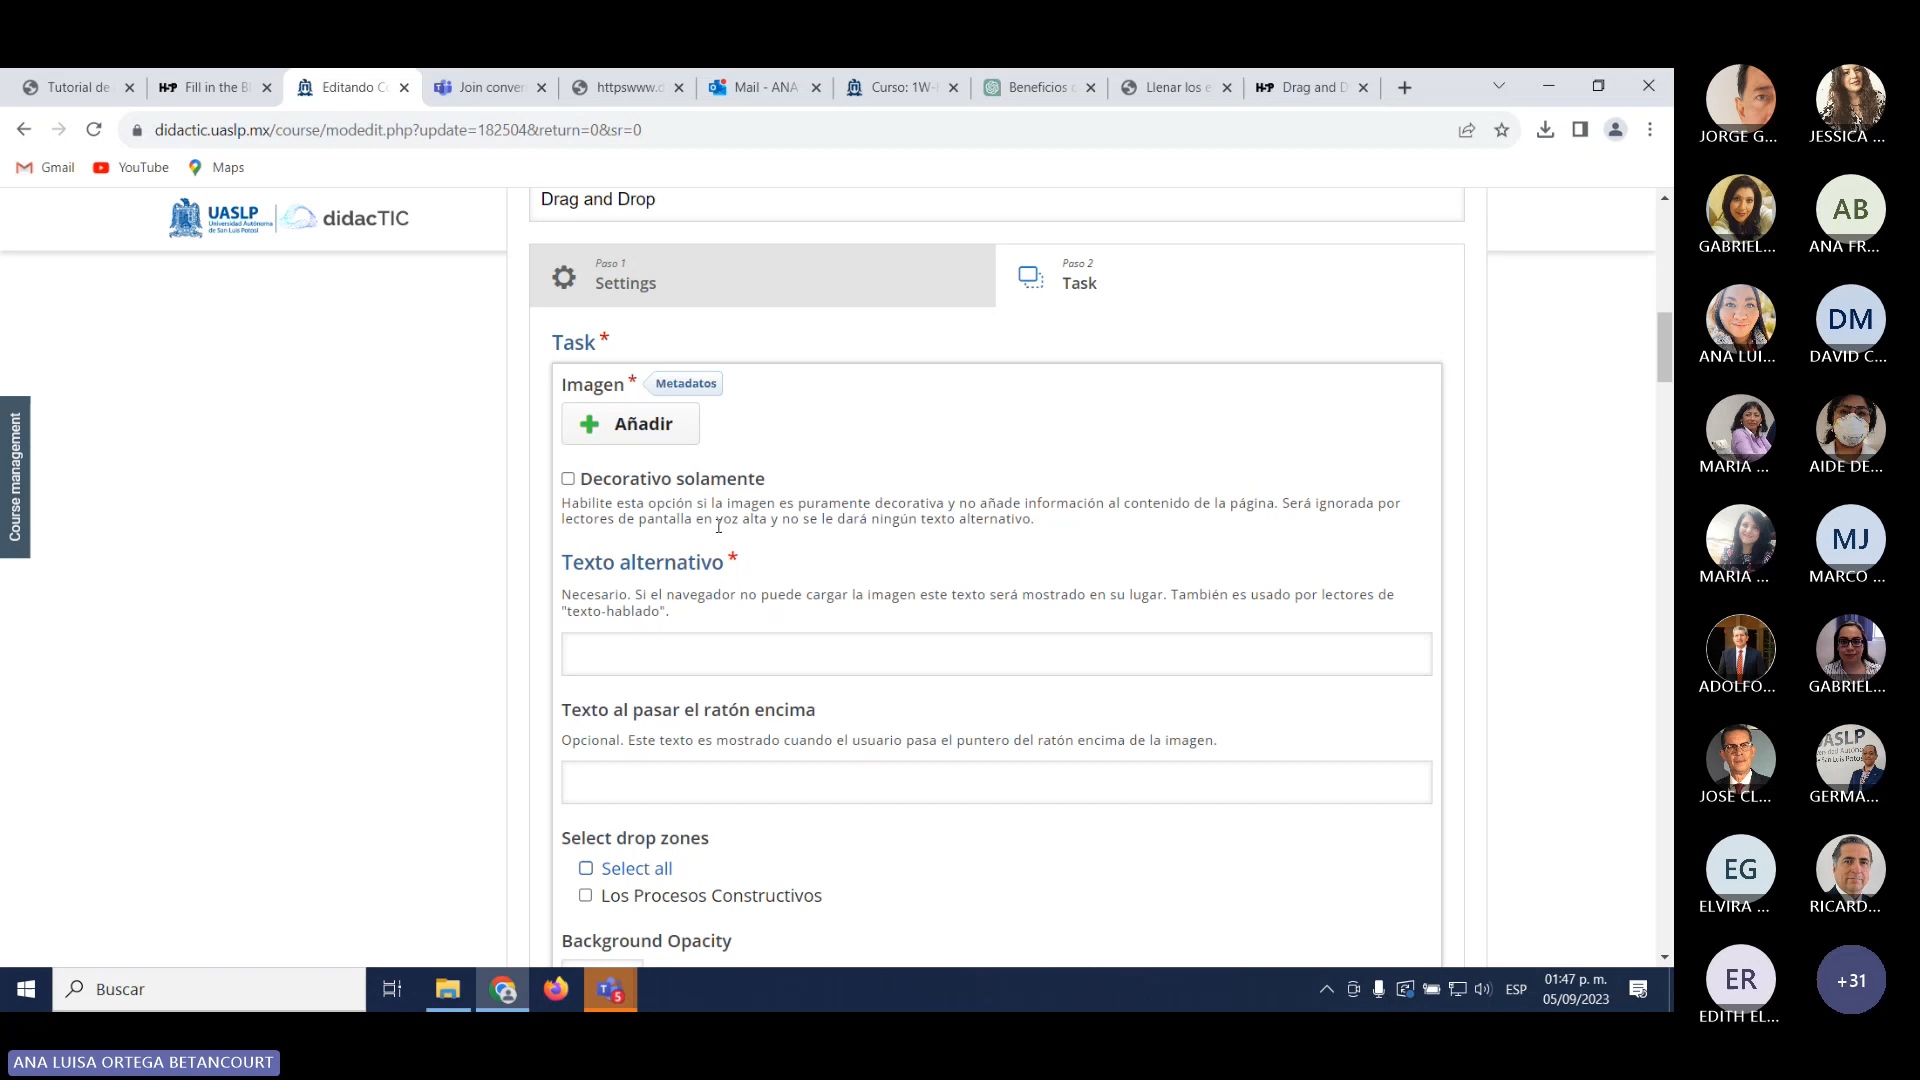 Tutorial de
H-P Fill in the B
Editando C
Join conver
httpswww.d
Mail - ANA
Curso: 1W-
Beneficios
Llenar los e
H-P Drag and D
didactic.uaslp.mx/course/modedit.php?update=182504&return=0&sr=0
Gmail
YouTube
Maps
UASLP
Universidad Autónoma
de San Luis Potosí
didacTIC
Course management
Drag and Drop
Paso 1
Settings
Paso 2
Task
Task *
Imagen * Metadatos
Añadir
Decorativo solamente
Habilite esta opción si la imagen es puramente decorativa y no añade información al contenido de la página. Será ignorada por
lectores de pantalla en voz alta y no se le dará ningún texto alternativo.
Texto alternativo *
Necesario. Si el navegador no puede cargar la imagen este texto será mostrado en su lugar. También es usado por lectores de
"texto-hablado".
Texto al pasar el ratón encima
Opcional. Este texto es mostrado cuando el usuario pasa el puntero del ratón encima de la imagen.
Select drop zones
Select all
Los Procesos Constructivos
Background Opacity
Buscar
5
ESP
01:47 p. m.
05/09/2023
JORGE G...
JESSICA ...
GABRIEL...
AB
ANA FR...
ANA LUI...
DM
DAVID C...
MARIA ...
AIDE DE...
MARIA ...
MJ
MARCO ...
ADOLFO...
GABRIEL...
JOSE CL...
UASLP
GERMA...
EG
ELVIRA ...
RICARD...
ER
EDITH EL...
+31
ANA LUISA ORTEGA BETANCOURT